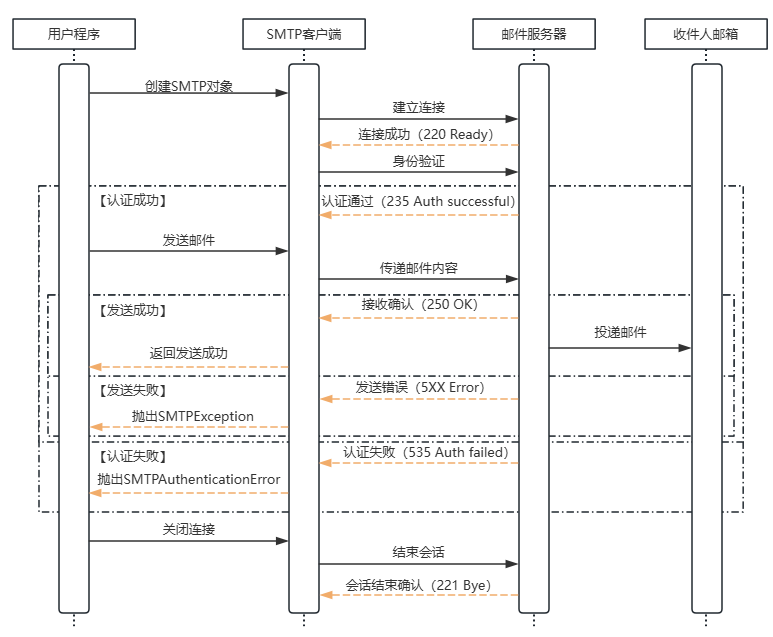 用户程序
SMTP客户端
邮件服务器
收件人邮箱
创建SMTP对象
建立连接
连接成功（220 Ready）
身份验证
【认证成功】
认证通过（235 Auth successful）
发送邮件
传递邮件内容
【发送成功】
接收确认（250 OK）
投递邮件
返回发送成功
【发送失败】
发送错误（5XX Error）
抛出SMTPException
【认证失败】
认证失败（535 Auth failed）
抛出SMTPAuthenticationError
关闭连接
结束会话
会话结束确认（221 Bye）